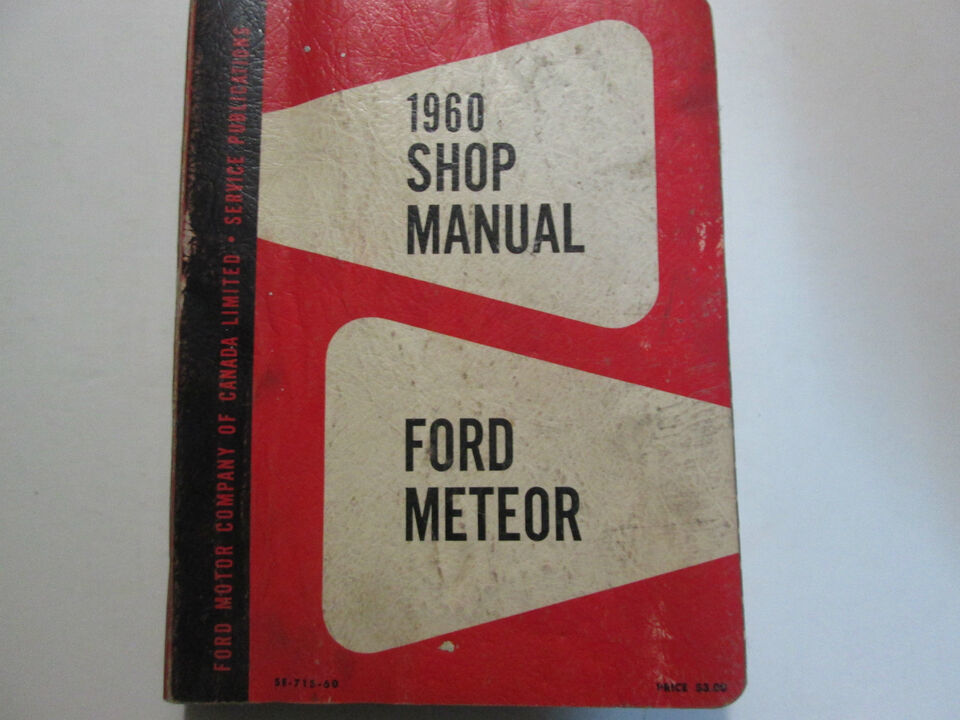 1960
SHOP
MANUAL
FORD
METEOR
FORD MOTOR COMPANY OF CANADA LIMITED • SERVICE PUBLICATIONS
SE-715-60
PRICE $3.00